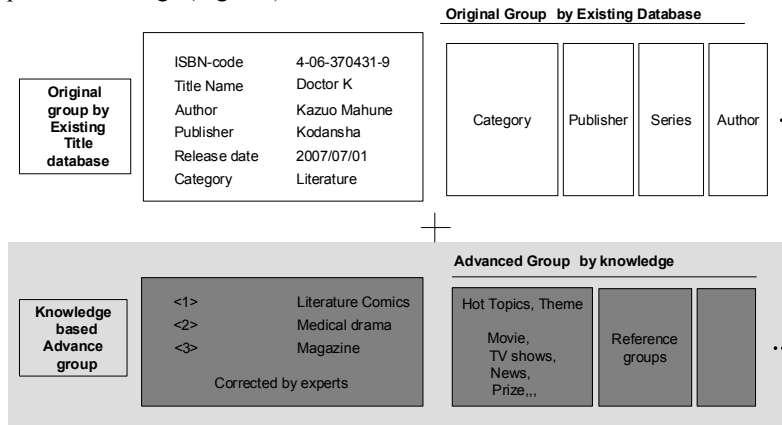 Original Group by Existing Database
Original
group by
Existing
Title
database
ISBN-code 4-06-370431-9
Title Name Doctor K
Author Kazuo Mahune
Publisher Kodansha
Release date 2007/07/01
Category Literature
Category Publisher Series Author
Advanced Group by knowledge
Knowledge
based
Advance
group
<1> Literature Comics
<2> Medical drama
<3> Magazine
Corrected by experts
Hot Topics, Theme
Movie,
TV shows,
News,
Prize,,,
Reference
groups